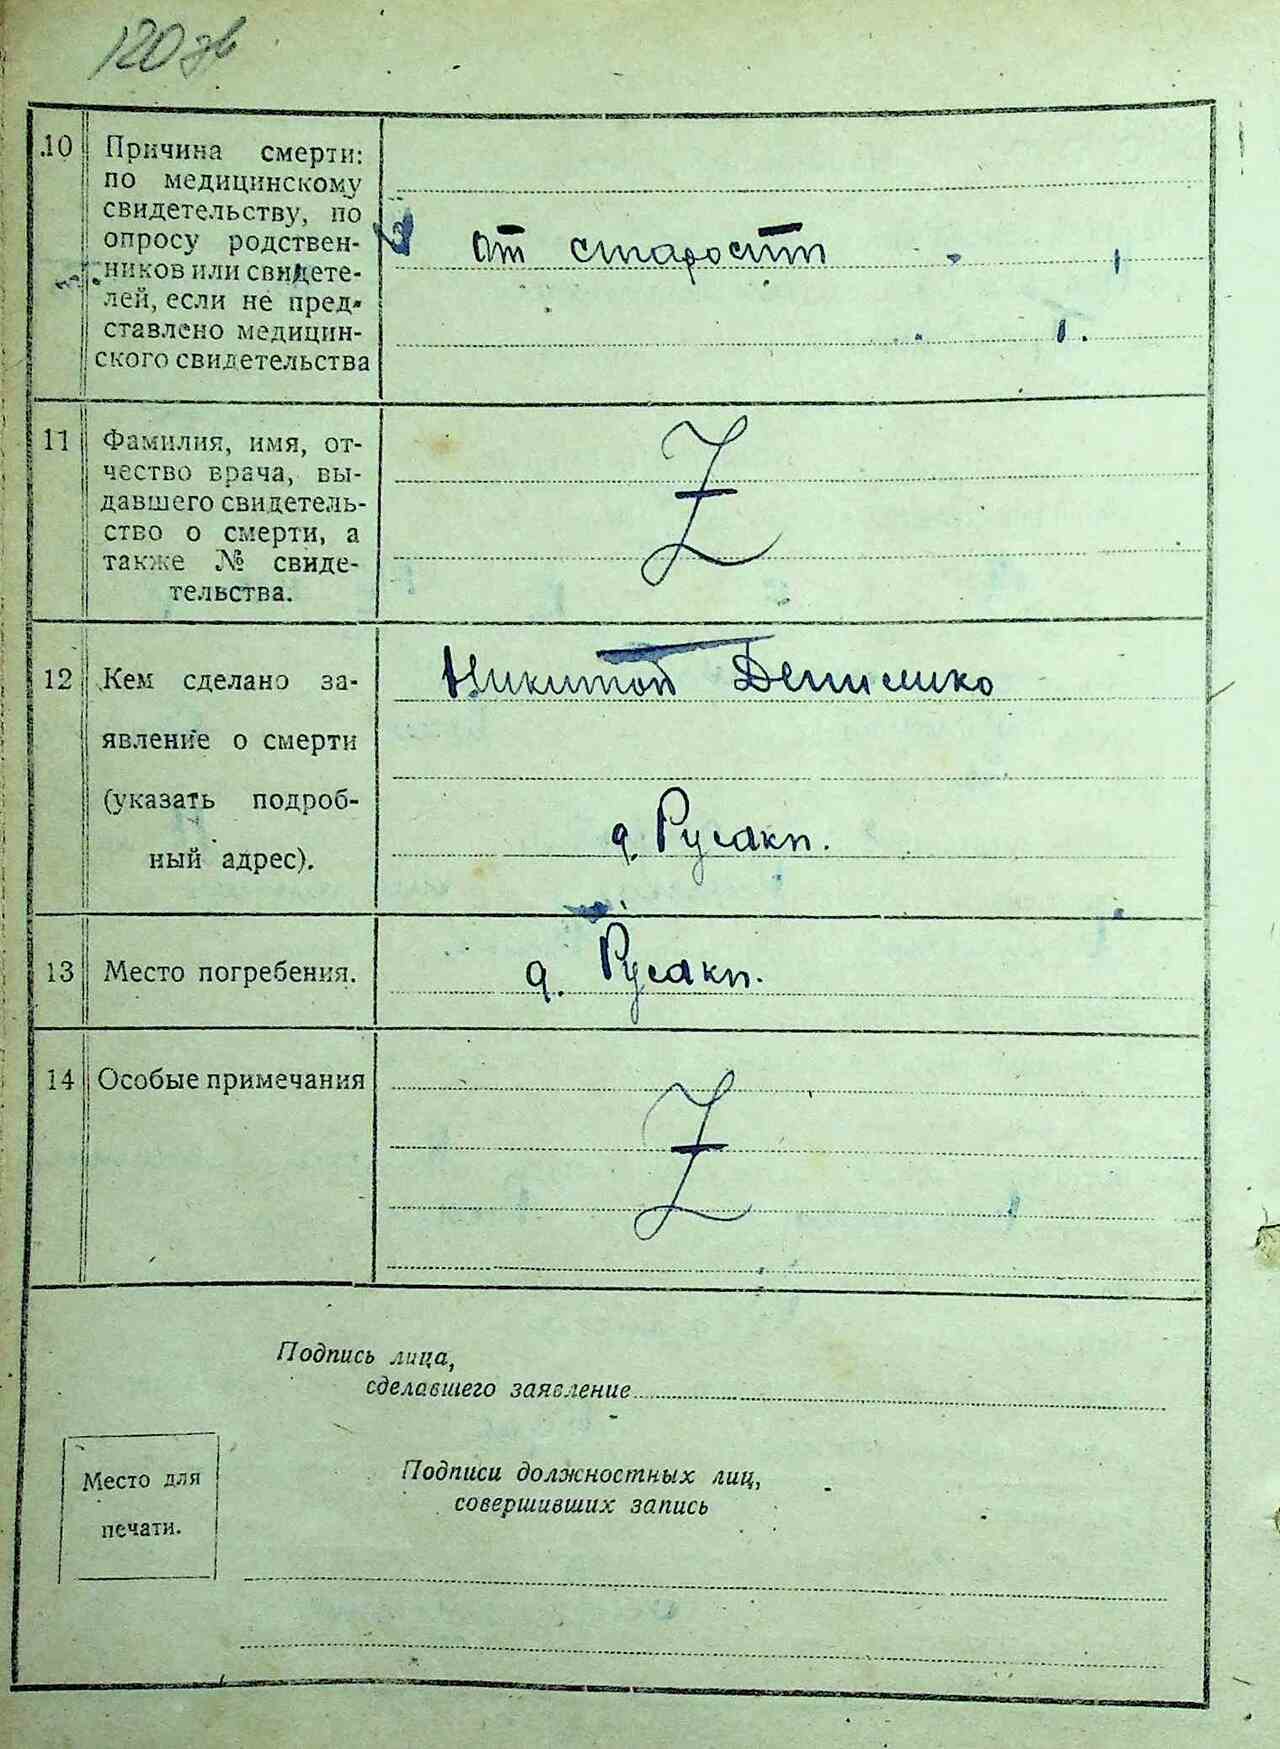 120 зв
10 Причина смерти:
по медицинскому
свидетельству, по
опросу родствен-
ников или свидете-
лей, если не пред-
ставлено медицин-
ского свидетельства
от старости
11 Фамилия, имя, от-
чество врача, вы-
давшего свидетель-
ство о смерти, а
также № свиде-
тельства.
Z
12 Кем сделано за-
явление о смерти
(указать подроб-
ный адрес).
д. Русаки.
13 Место погребения.
д. Русаки.
14 Особые примечания
Z
Подпись лица,
сделавшего заявление
Место для
печати.
Подписи должностных лиц,
совершивших запись